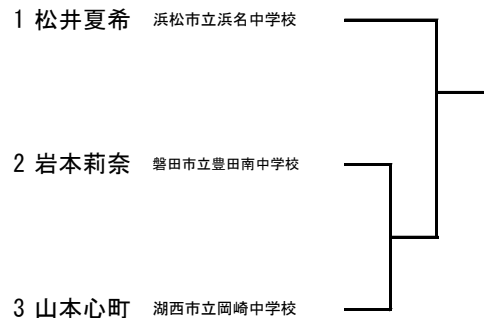 1 松井夏希 浜松市立浜名中学校
2 岩本莉奈 磐田市立豊田南中学校
3 山本心町 湖西市立岡崎中学校